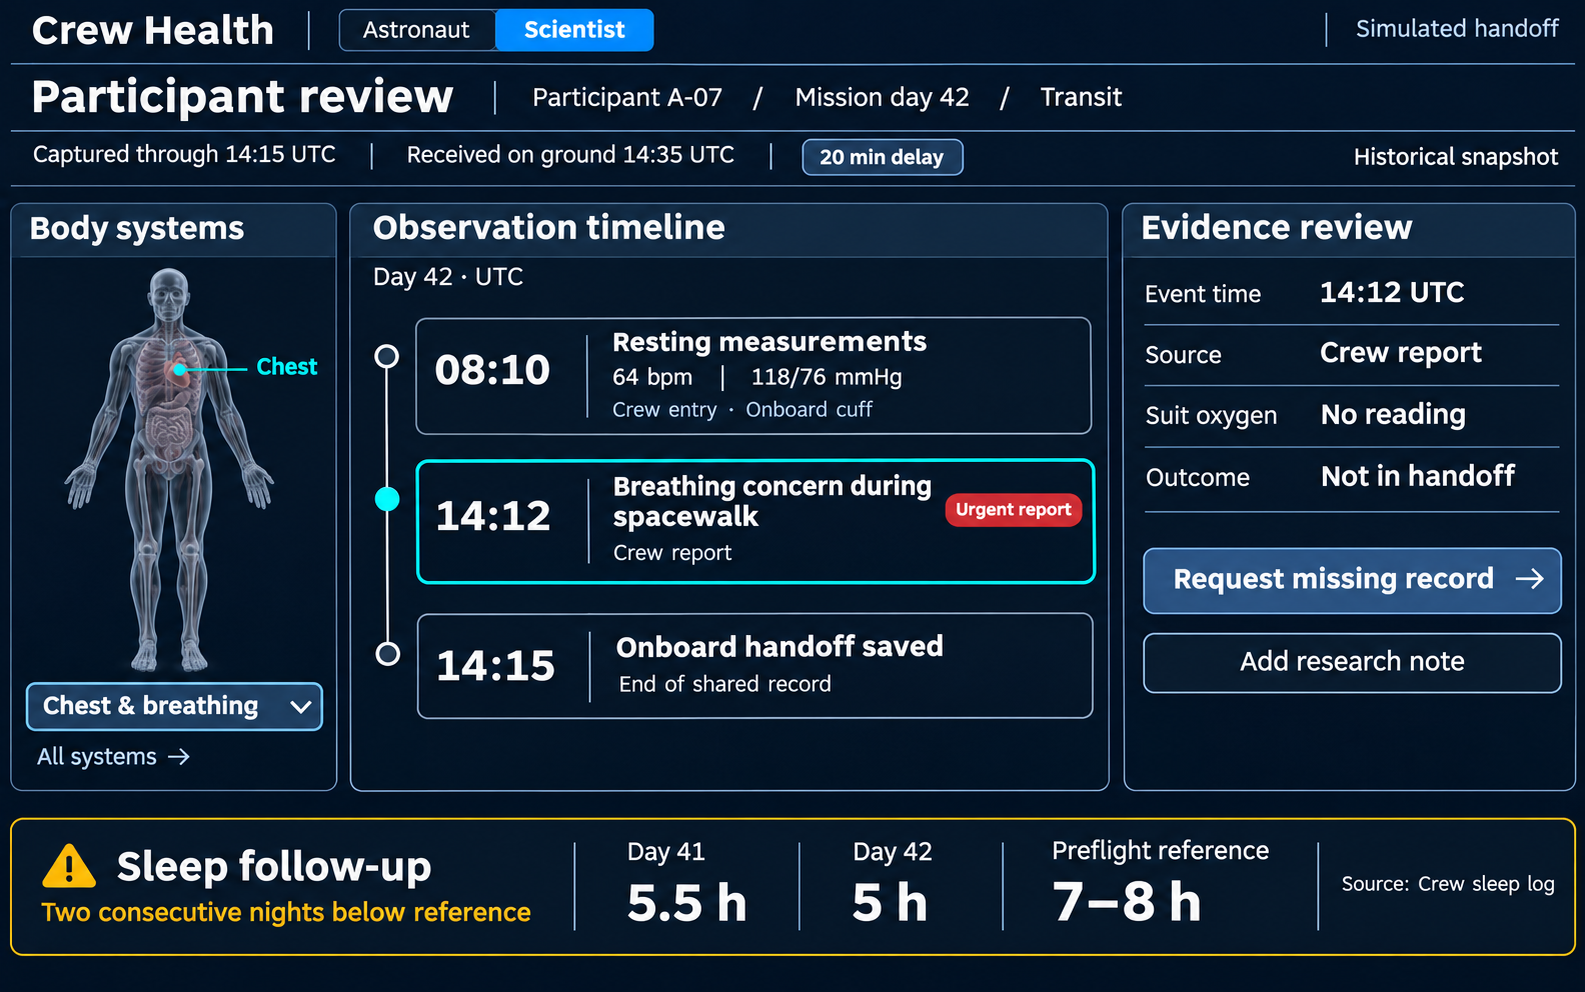 Crew Health
Astronaut
Scientist
Simulated handoff
Participant review
Participant A-07 / Mission day 42 / Transit
Captured through 14:15 UTC
Received on ground 14:35 UTC
20 min delay
Historical snapshot
Body systems
Chest
Chest & breathing
All systems →
Observation timeline
Day 42 · UTC
08:10
Resting measurements
64 bpm | 118/76 mmHg
Crew entry · Onboard cuff
14:12
Breathing concern during
spacewalk
Crew report
Urgent report
14:15
Onboard handoff saved
End of shared record
Evidence review
Event time 14:12 UTC
Source Crew report
Suit oxygen No reading
Outcome Not in handoff
Request missing record →
Add research note
Sleep follow-up
Two consecutive nights below reference
Day 41
5.5 h
Day 42
5 h
Preflight reference
7–8 h
Source: Crew sleep log